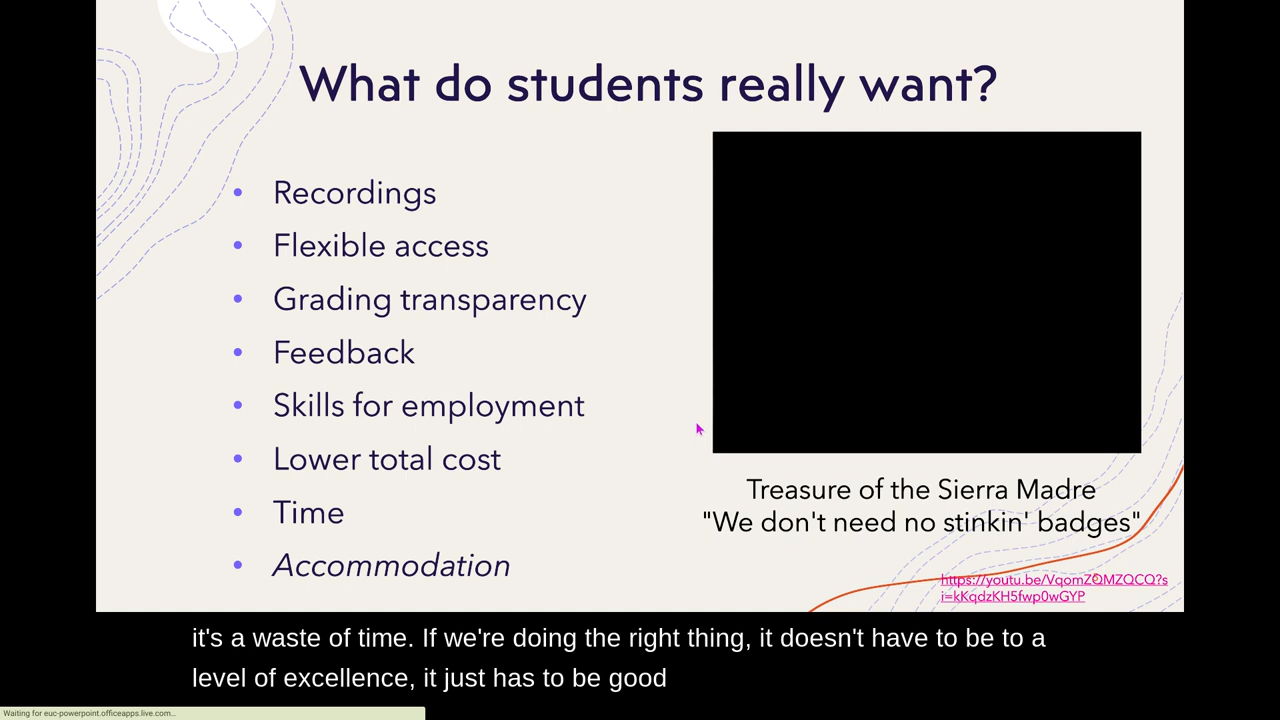 What do students really want?
Recordings
Flexible access
Grading transparency
Feedback
Skills for employment
Lower total cost
Time
Accommodation
Treasure of the Sierra Madre
"We don't need no stinkin' badges"
https://youtu.be/VqomZQMZQCQ?s
i=kKqdzKH5fwp0wGYP
it's a waste of time. If we're doing the right thing, it doesn't have to be to a
level of excellence, it just has to be good
Waiting for euc-powerpoint.officeapps.live.com...